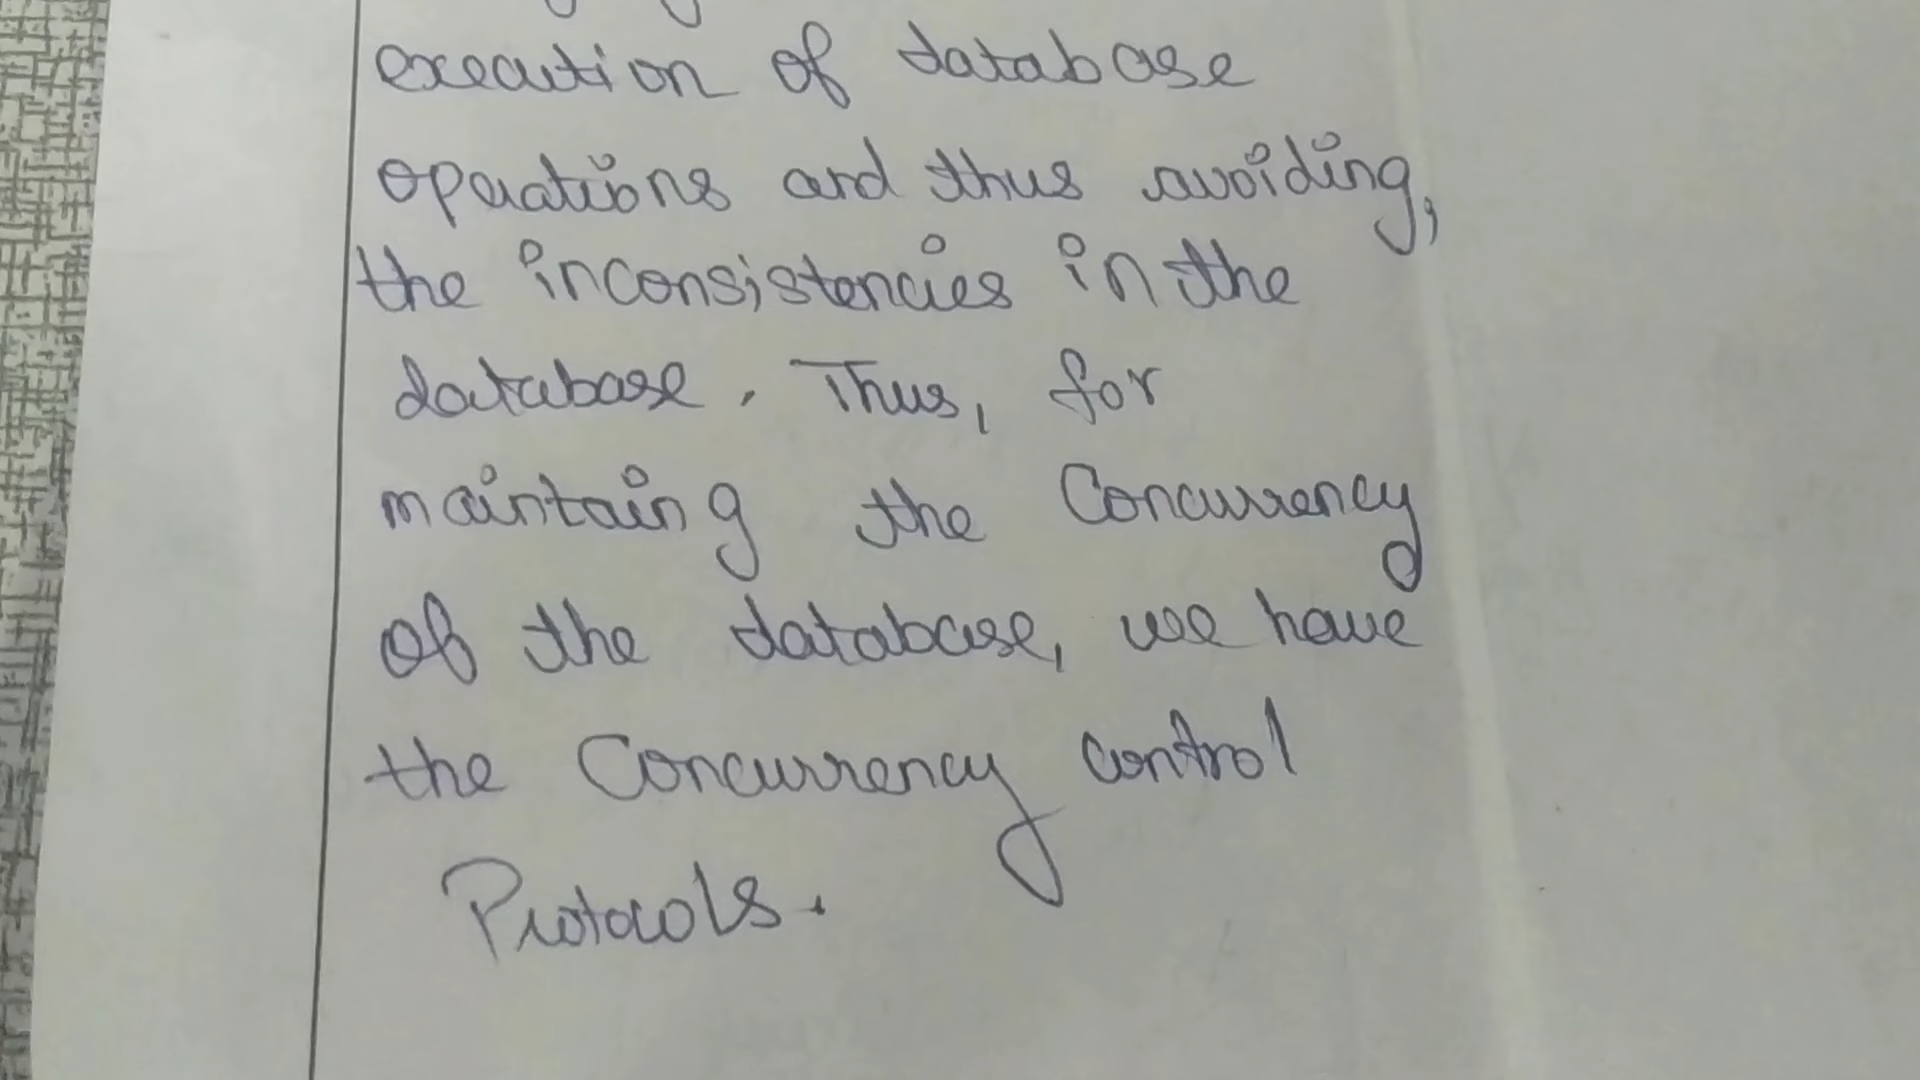 execution of database
operations and thus avoiding,
the inconsistencies in the
database. Thus, for
maintaing the Concurrency
of the database, we have
the Concurrency control
Protocols.